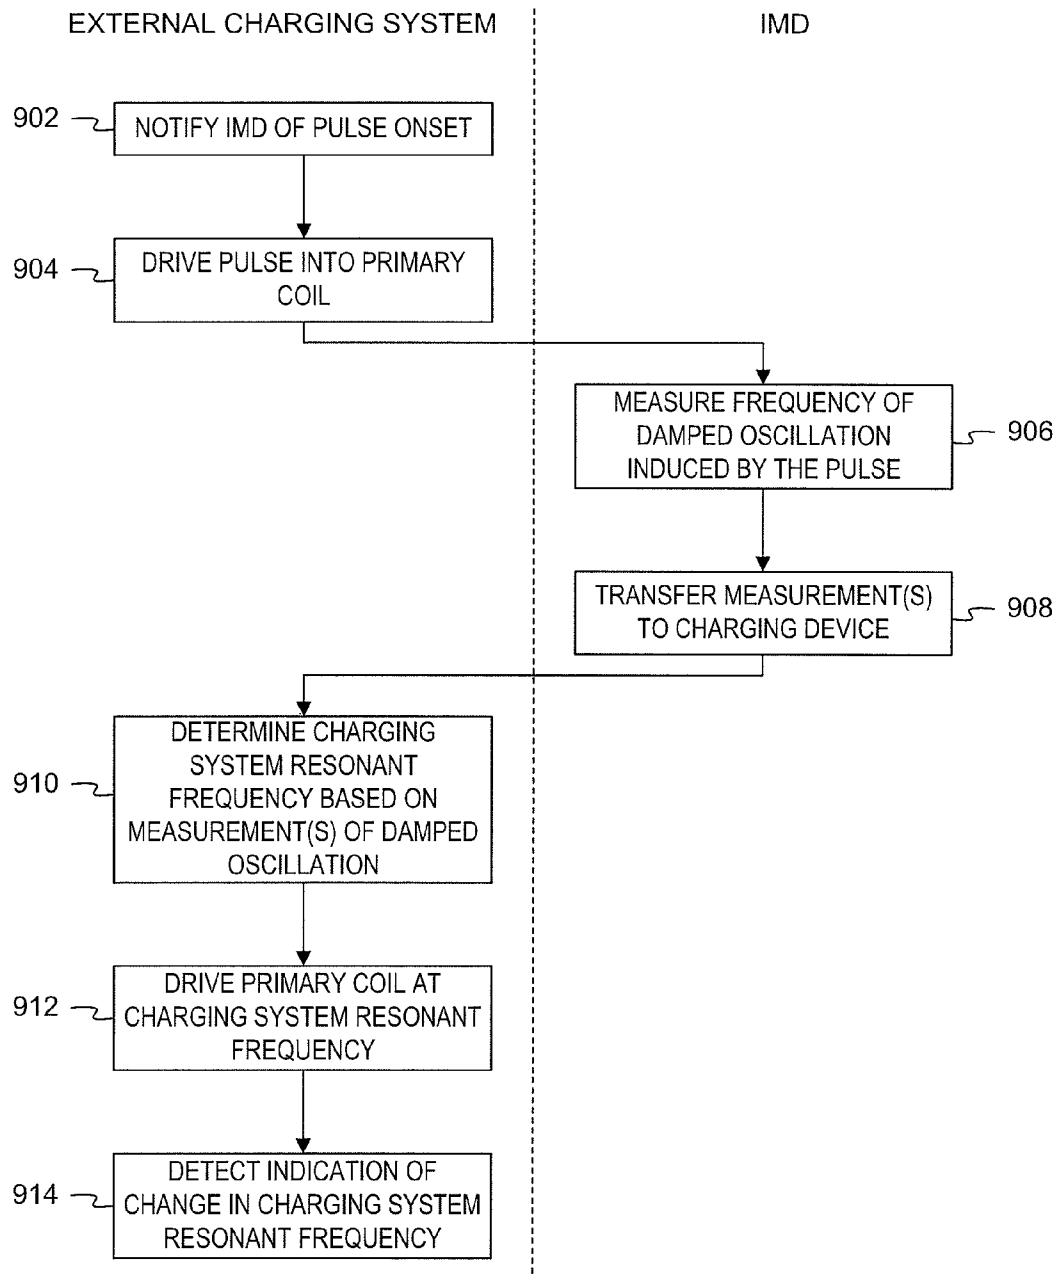 EXTERNAL CHARGING SYSTEM
IMD
902
NOTIFY IMD OF PULSE ONSET
904
DRIVE PULSE INTO PRIMARY
COIL
MEASURE FREQUENCY OF
DAMPED OSCILLATION
INDUCED BY THE PULSE
906
TRANSFER MEASUREMENT(S)
TO CHARGING DEVICE
908
910
DETERMINE CHARGING
SYSTEM RESONANT
FREQUENCY BASED ON
MEASUREMENT(S) OF DAMPED
OSCILLATION
912
DRIVE PRIMARY COIL AT
CHARGING SYSTEM RESONANT
FREQUENCY
914
DETECT INDICATION OF
CHANGE IN CHARGING SYSTEM
RESONANT FREQUENCY